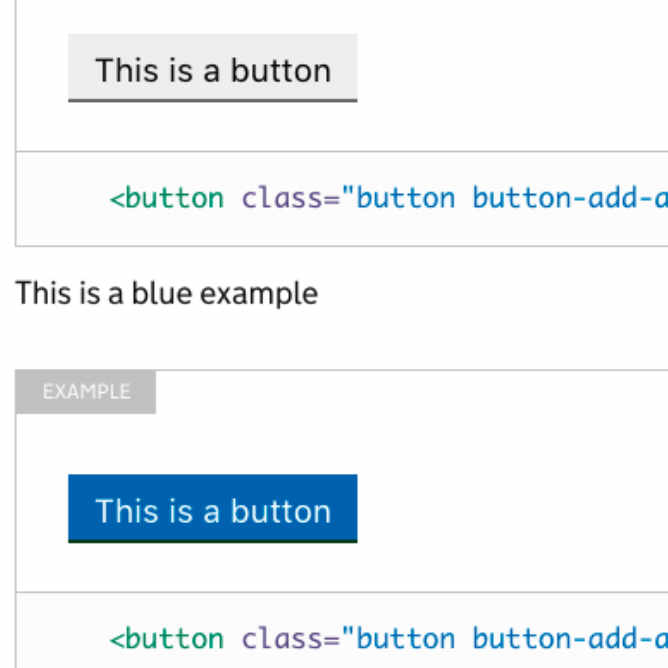 This is a button
<button class="button button-add-a
This is a blue example
EXAMPLE
This is a button
<button class="button button-add-a